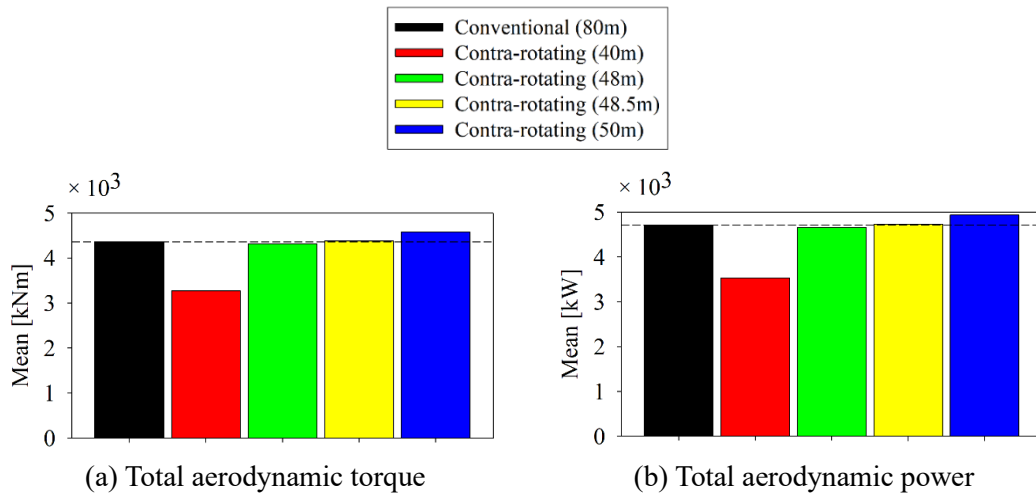 Conventional (80m)
Contra-rotating (40m)
Contra-rotating (48m)
Contra-rotating (48.5m)
Contra-rotating (50m)
× 10³
5
4
3
2
1
0
Mean [kNm]
(a) Total aerodynamic torque
× 10³
5
4
3
2
1
0
Mean [kW]
(b) Total aerodynamic power